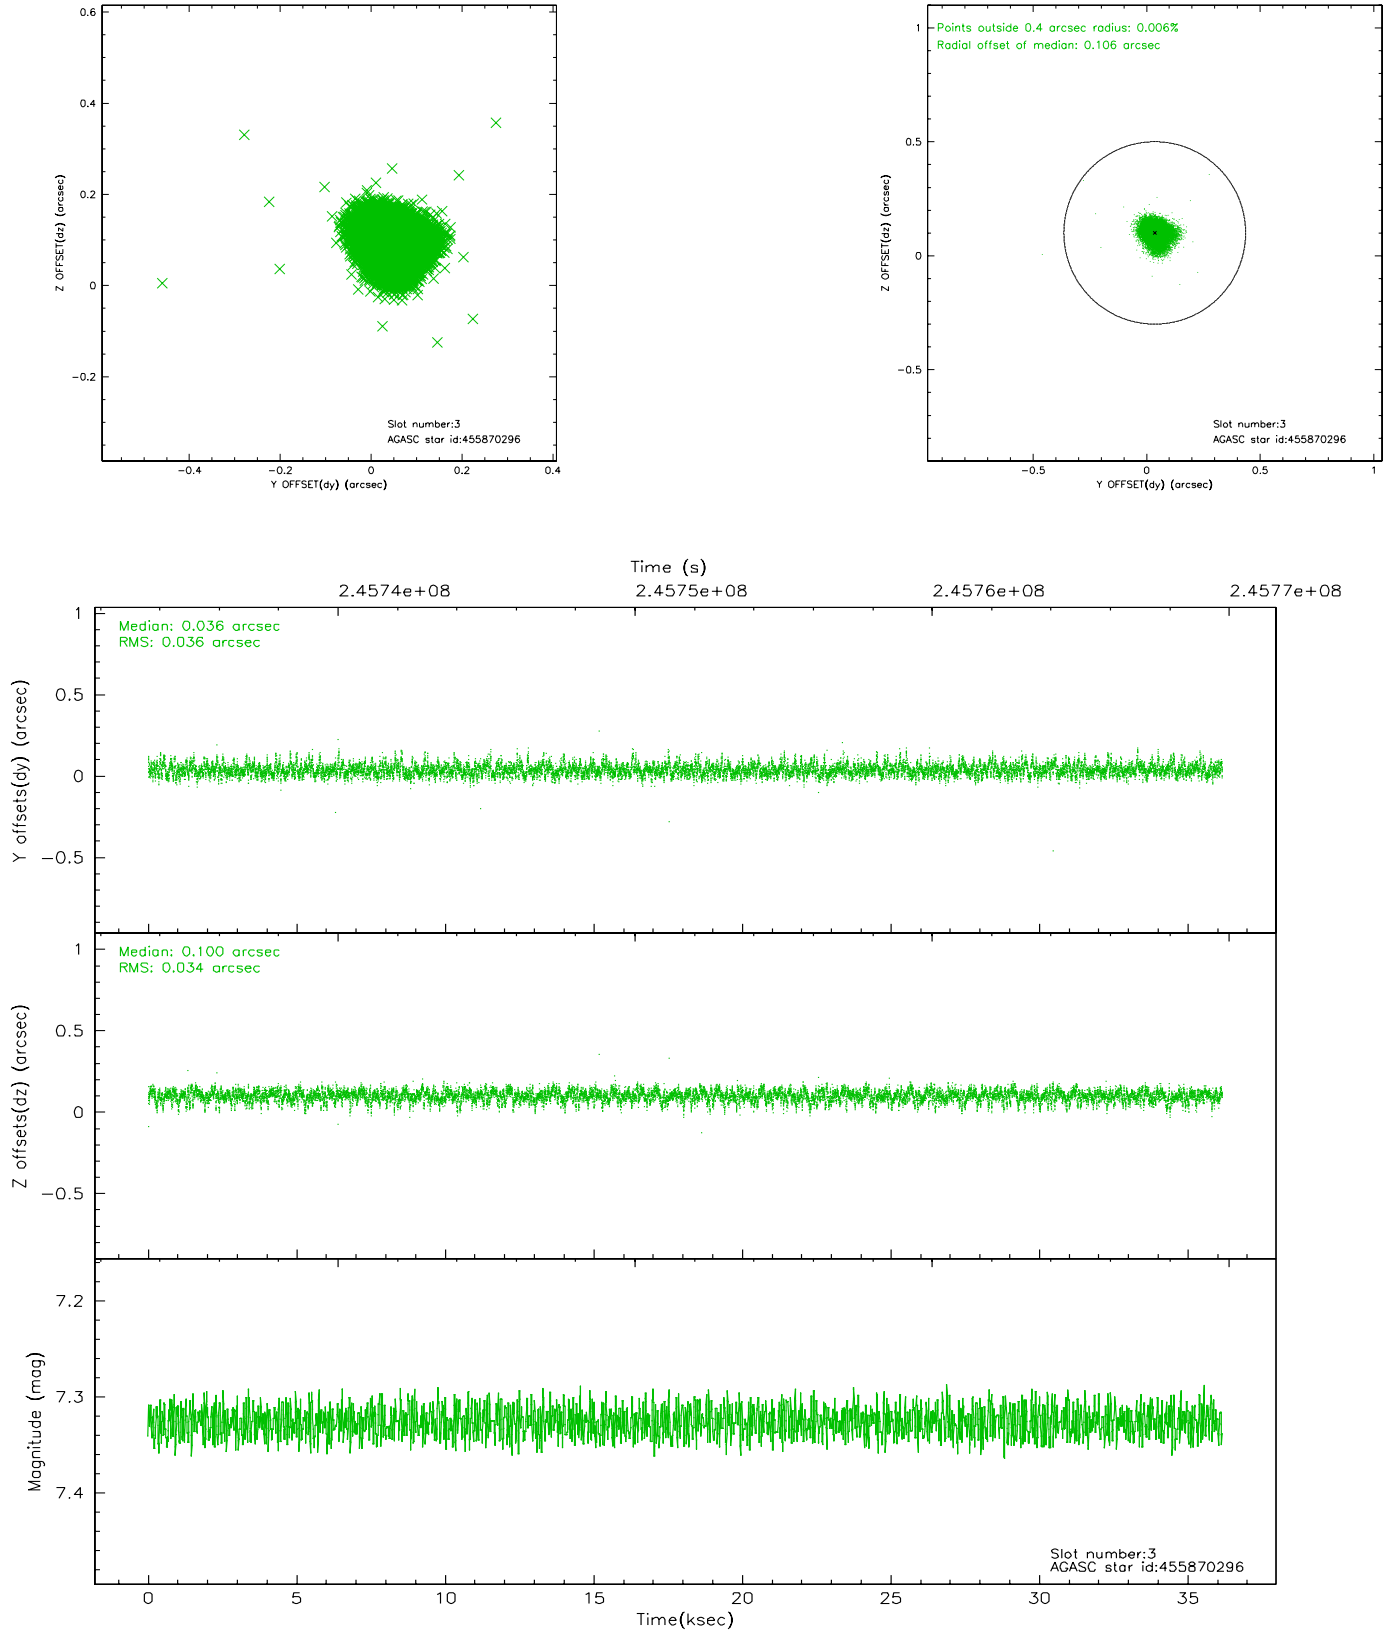 0.6
0.4
0.2
0
−0.2
Z OFFSET(dz) (arcsec)
Slot number:3
AGASC star id:455870296
−0.4 −0.2 0 0.2 0.4
Y OFFSET(dy) (arcsec)
Points outside 0.4 arcsec radius: 0.006%
Radial offset of median: 0.106 arcsec
1
0.5
0
−0.5
Z OFFSET(dz) (arcsec)
Slot number:3
AGASC star id:455870296
−0.5 0 0.5 1
Y OFFSET(dy) (arcsec)
Time (s)
2.4574e+08 2.4575e+08 2.4576e+08 2.4577e+08
Median: 0.036 arcsec
RMS: 0.036 arcsec
1
0.5
0
−0.5
Y offsets(dy) (arcsec)
Median: 0.100 arcsec
RMS: 0.034 arcsec
1
0.5
0
−0.5
Z offsets(dz) (arcsec)
7.2
7.3
7.4
Magnitude (mag)
Slot number:3
AGASC star id:455870296
0 5 10 15 20 25 30 35
Time(ksec)